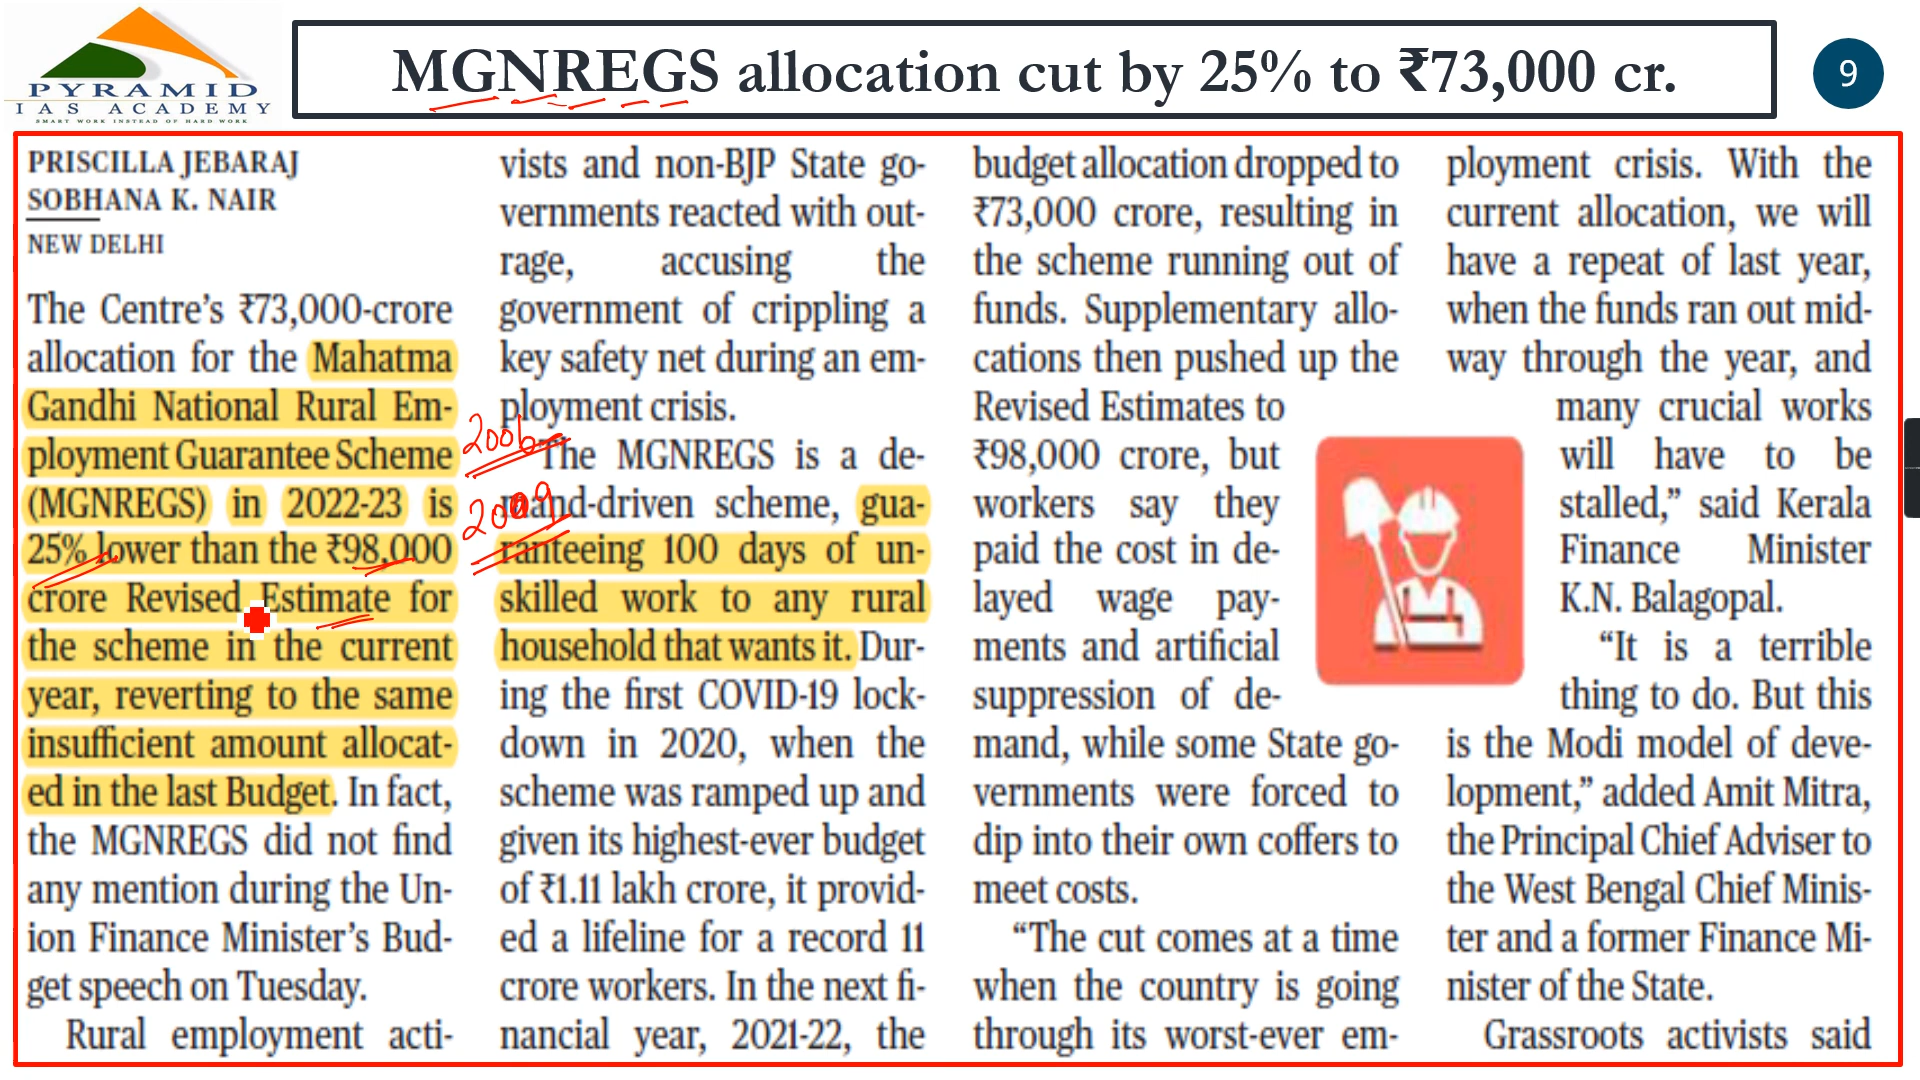 PYRAMID
IAS ACADEMY
SMART WORK INSTEAD OF HARD WORK
MGNREGS allocation cut by 25% to ₹73,000 cr.
9
PRISCILLA JEBARAJ
SOBHANA K. NAIR
NEW DELHI
The Centre’s ₹73,000-crore
allocation for the Mahatma
Gandhi National Rural Em-
ployment Guarantee Scheme
(MGNREGS) in 2022-23 is
25% lower than the ₹98,000
crore Revised Estimate for
the scheme in the current
year, reverting to the same
insufficient amount allocat-
ed in the last Budget. In fact,
the MGNREGS did not find
any mention during the Un-
ion Finance Minister’s Bud-
get speech on Tuesday.
Rural employment acti-
vists and non-BJP State go-
vernments reacted with out-
rage, accusing the
government of crippling a
key safety net during an em-
ployment crisis.
2006
The MGNREGS is a de-
2009
mand-driven scheme, gua-
ranteeing 100 days of un-
skilled work to any rural
household that wants it. Dur-
ing the first COVID-19 lock-
down in 2020, when the
scheme was ramped up and
given its highest-ever budget
of ₹1.11 lakh crore, it provid-
ed a lifeline for a record 11
crore workers. In the next fi-
nancial year, 2021-22, the
budget allocation dropped to
₹73,000 crore, resulting in
the scheme running out of
funds. Supplementary allo-
cations then pushed up the
Revised Estimates to
₹98,000 crore, but
workers say they
paid the cost in de-
layed wage pay-
ments and artificial
suppression of de-
mand, while some State go-
vernments were forced to
dip into their own coffers to
meet costs.
“The cut comes at a time
when the country is going
through its worst-ever em-
ployment crisis. With the
current allocation, we will
have a repeat of last year,
when the funds ran out mid-
way through the year, and
many crucial works
will have to be
stalled,” said Kerala
Finance Minister
K.N. Balagopal.
“It is a terrible
thing to do. But this
is the Modi model of deve-
lopment,” added Amit Mitra,
the Principal Chief Adviser to
the West Bengal Chief Minis-
ter and a former Finance Mi-
nister of the State.
Grassroots activists said